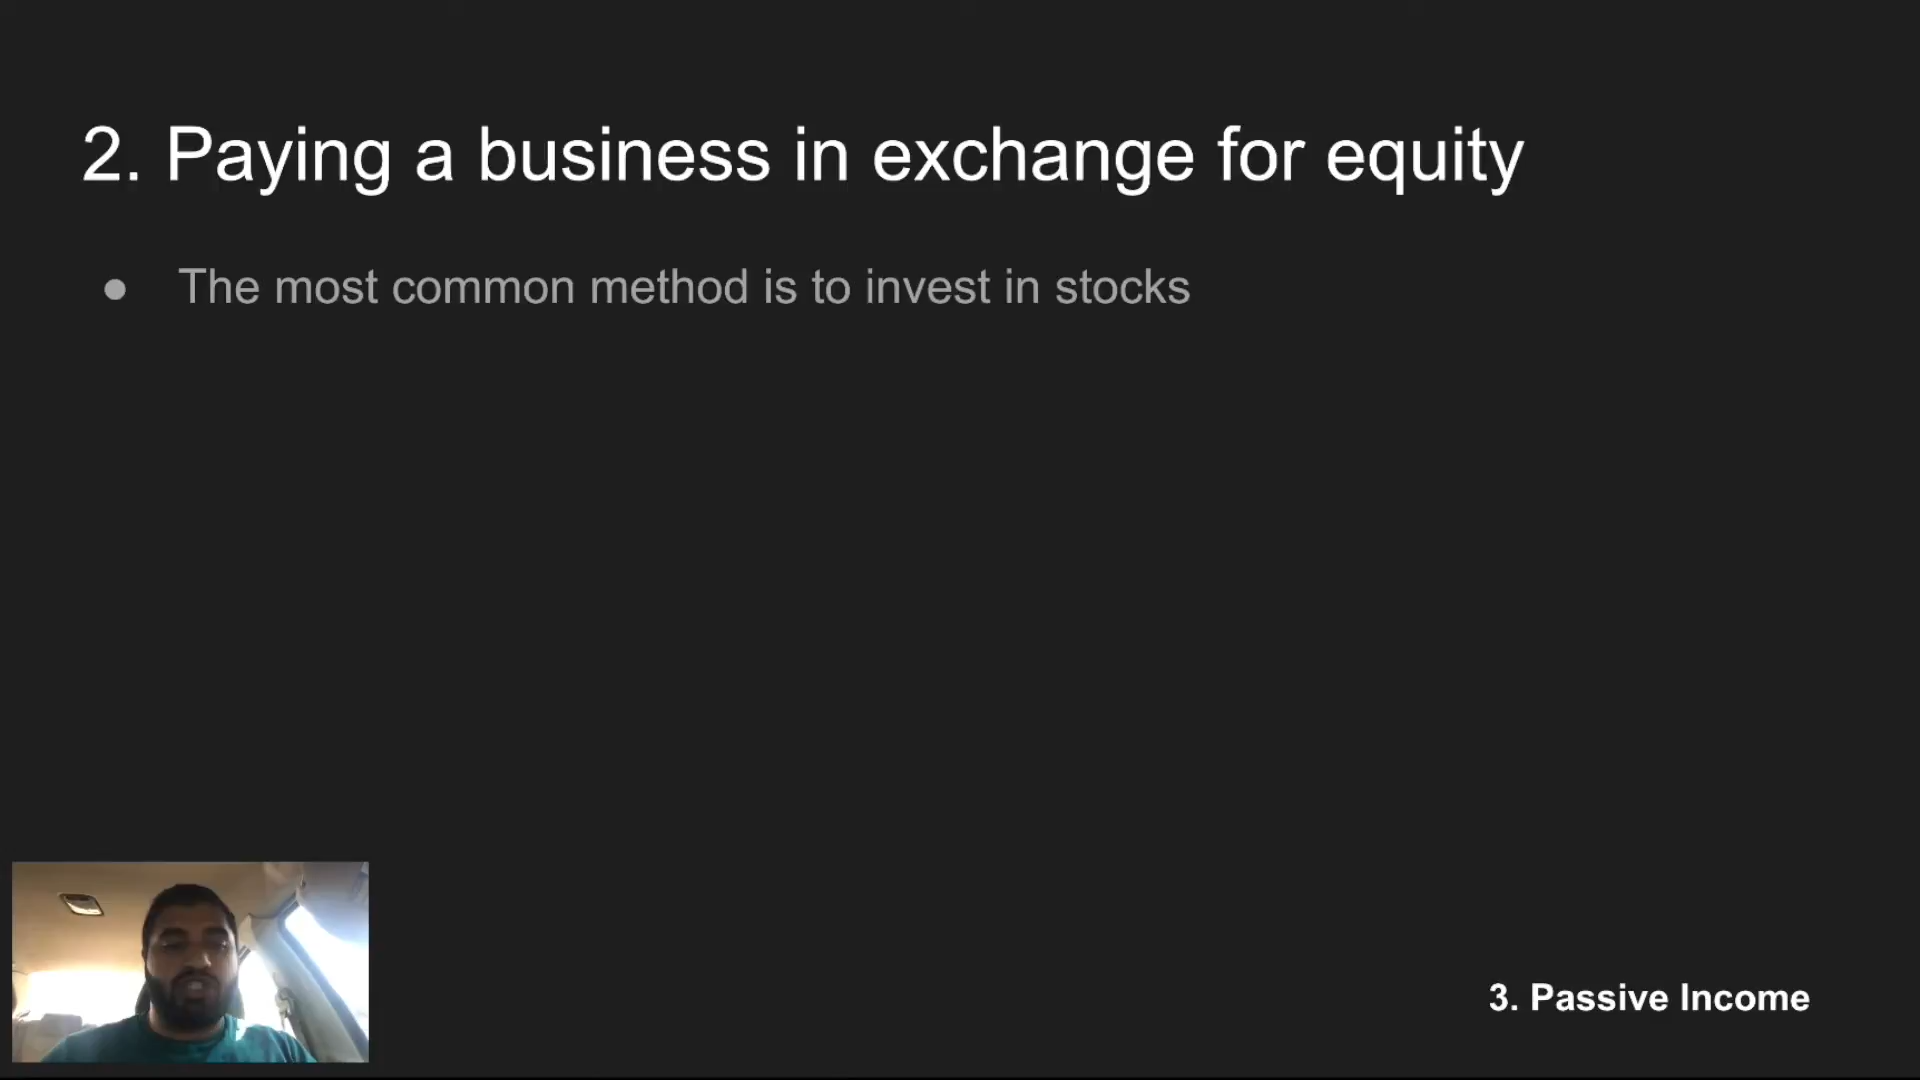 2. Paying a business in exchange for equity
● The most common method is to invest in stocks
3. Passive Income